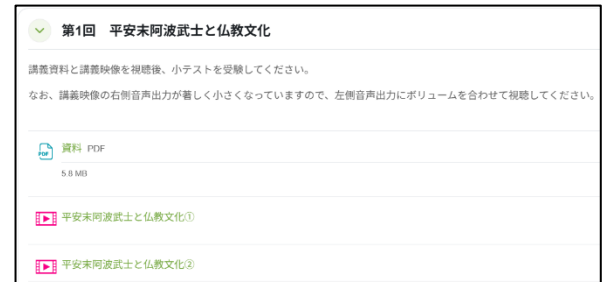 第1回　平安末阿波武士と仏教文化
講義資料と講義映像を視聴後、小テストを受験してください。
なお、講義映像の右側音声出力が著しく小さくなっていますので、左側音声出力にボリュームを合わせて視聴してください。
PDF 資料 PDF
5.8 MB
平安末阿波武士と仏教文化①
平安末阿波武士と仏教文化②